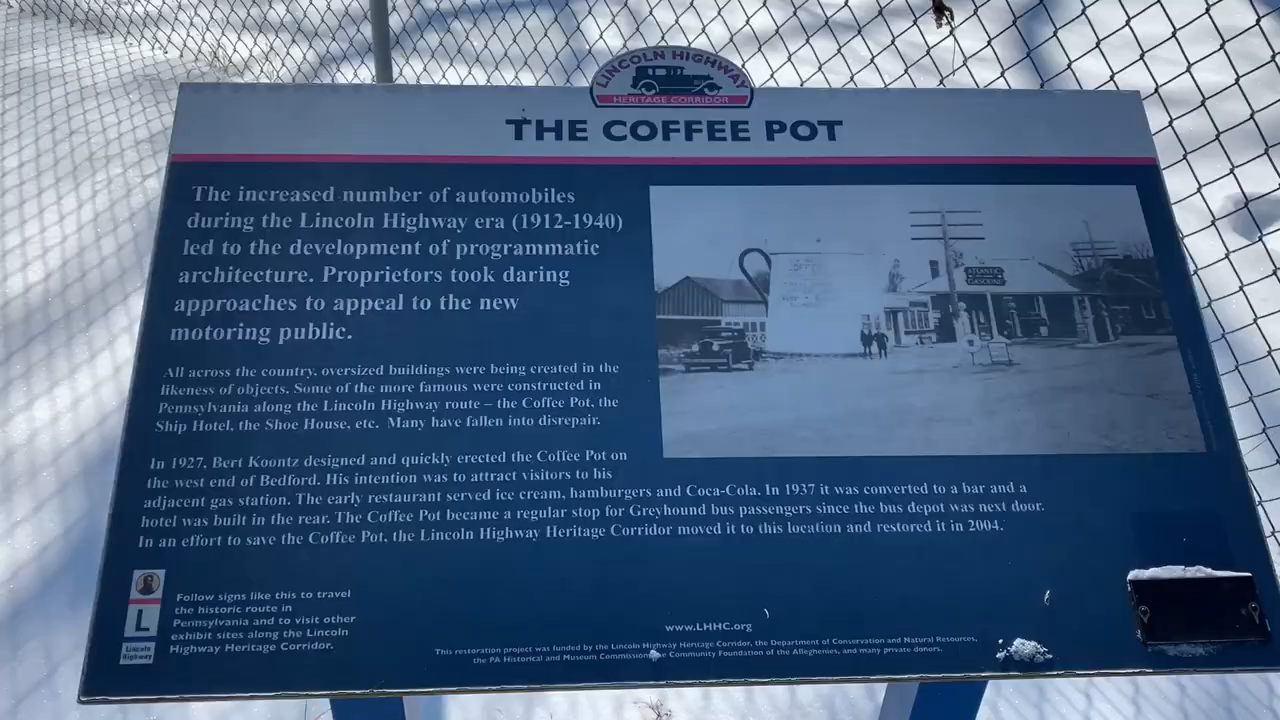 LINCOLN HIGHWAY
HERITAGE CORRIDOR
THE COFFEE POT
The increased number of automobiles
during the Lincoln Highway era (1912-1940)
led to the development of programmatic
architecture. Proprietors took daring
approaches to appeal to the new
motoring public.
All across the country, oversized buildings were being created in the
likeness of objects. Some of the more famous were constructed in
Pennsylvania along the Lincoln Highway route – the Coffee Pot, the
Ship Hotel, the Shoe House, etc. Many have fallen into disrepair.
In 1927, Bert Koontz designed and quickly erected the Coffee Pot on
the west end of Bedford. His intention was to attract visitors to his
adjacent gas station. The early restaurant served ice cream, hamburgers and Coca-Cola. In 1937 it was converted to a bar and a
hotel was built in the rear. The Coffee Pot became a regular stop for Greyhound bus passengers since the bus depot was next door.
In an effort to save the Coffee Pot, the Lincoln Highway Heritage Corridor moved it to this location and restored it in 2004.
ATLANTIC
GASOLINE
COFFEE
L
Lincoln
Highway
Follow signs like this to travel
the historic route in
Pennsylvania and to visit other
exhibit sites along the Lincoln
Highway Heritage Corridor.
www.LHHC.org
This restoration project was funded by the Lincoln Highway Heritage Corridor, the Department of Conservation and Natural Resources,
the PA Historical and Museum Commission, the Community Foundation of the Alleghenies, and many private donors.